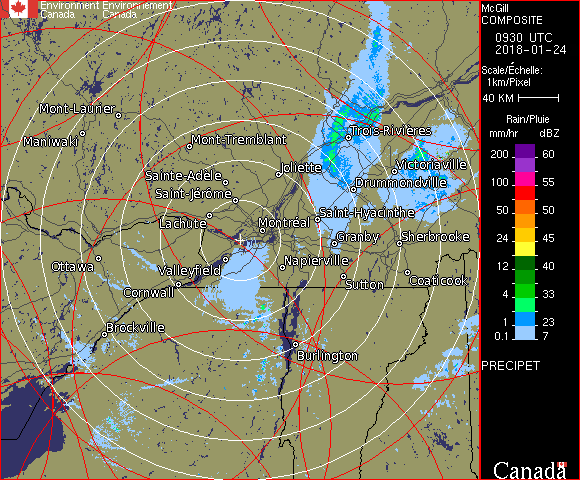 Environment Environnement
Canada Canada
McGill
COMPOSITE
0930 UTC
2018-01-24
Scale/Échelle:
1km/Pixel
40 KM
Rain/Pluie
mm/hr dBZ
200 60
150 57
100 55
50 50
24 45
12 40
4 33
1 23
0.1 7
PRECIPET
Canada
Mont-Laurier
Maniwaki
Mont-Tremblant
Trois-Rivières
Joliette
Victoriaville
Sainte-Adèle
Drummondville
Saint-Jérôme
Saint-Hyacinthe
Lachute
Montréal
Granby
Sherbrooke
Ottawa
Valleyfield
Napierville
Cornwall
Sutton
Coaticook
Brockville
Burlington